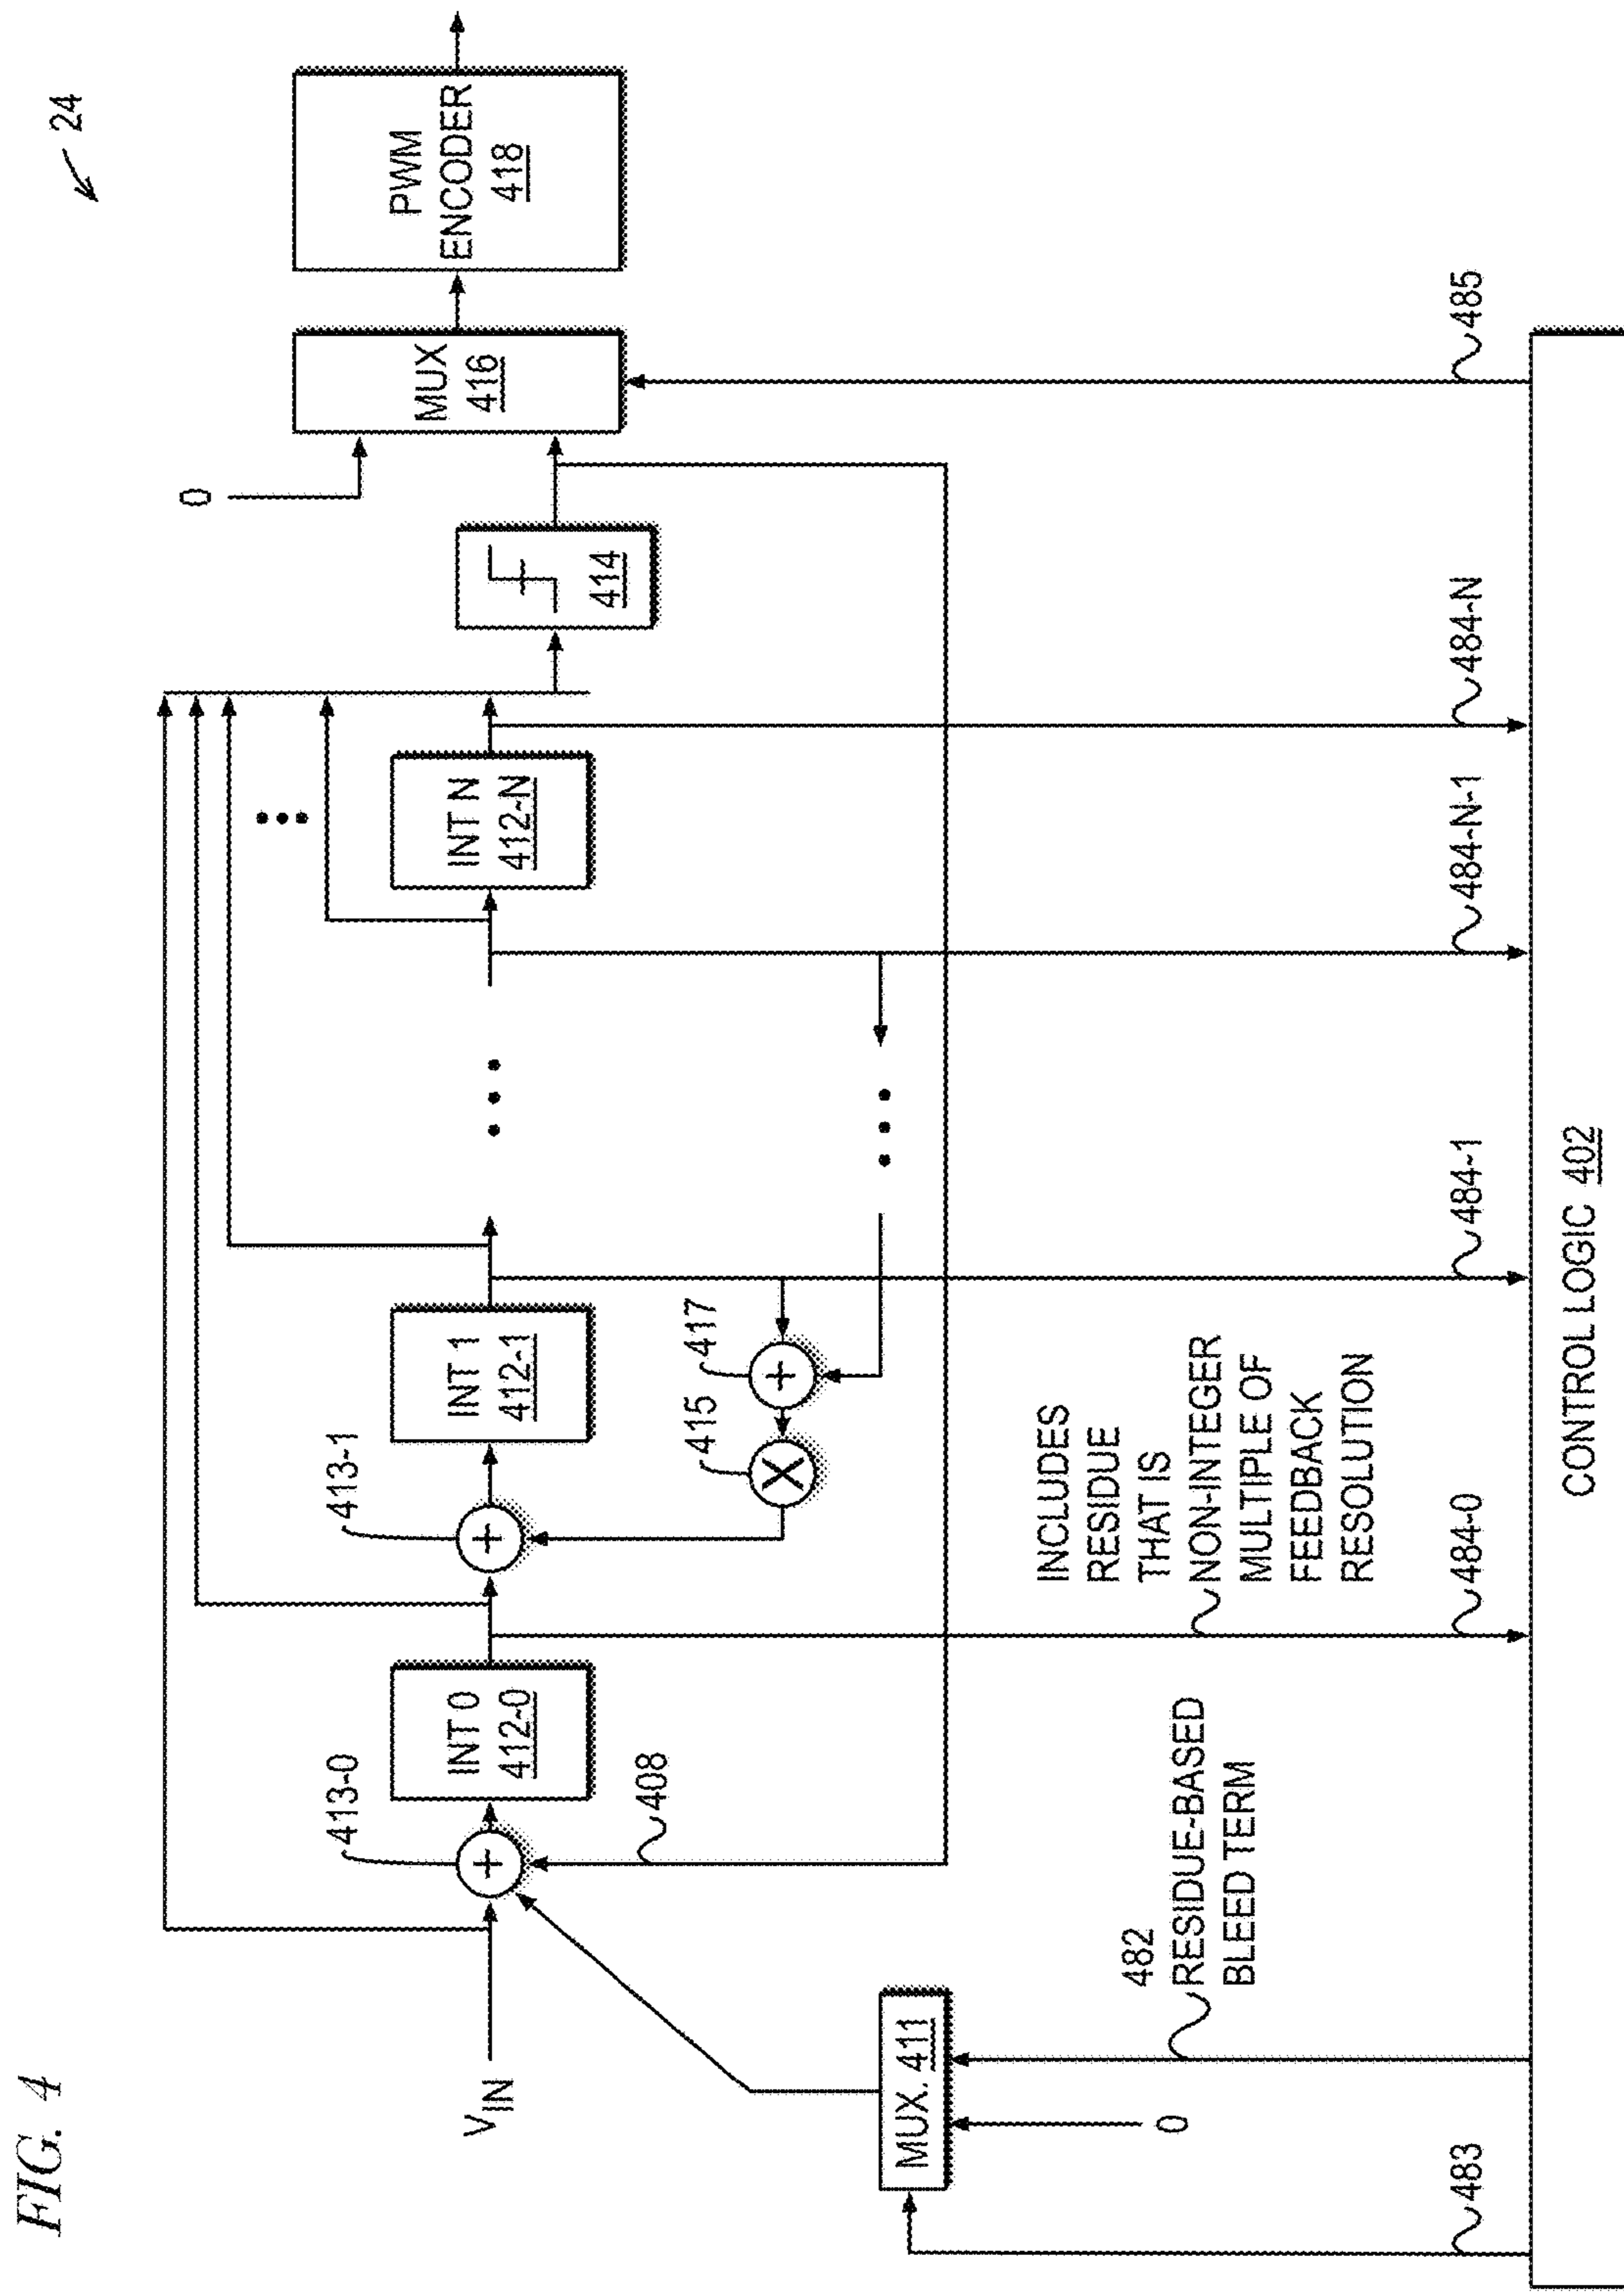 FIG. 4
24
V IN
413-0
INT 0
412-0
413-1
INT 1
412-1
INT N
412-N
0
414
MUX
416
PWM
ENCODER
418
408
415
417
MUX. 411
0
482
RESIDUE-BASED
BLEED TERM
INCLUDES
RESIDUE
THAT IS
NON-INTEGER
MULTIPLE OF
FEEDBACK
RESOLUTION
483
484-0
484-1
484-N-1
484-N
485
CONTROL LOGIC 402